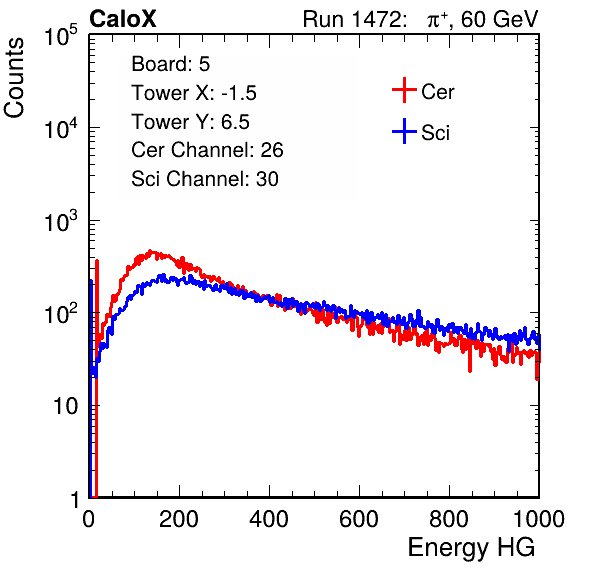 CaloX Run 1472: π⁺, 60 GeV
Counts
10⁵
10⁴
10³
10²
10
1
Board: 5
Tower X: -1.5
Tower Y: 6.5
Cer Channel: 26
Sci Channel: 30
Cer
Sci
0 200 400 600 800 1000
Energy HG